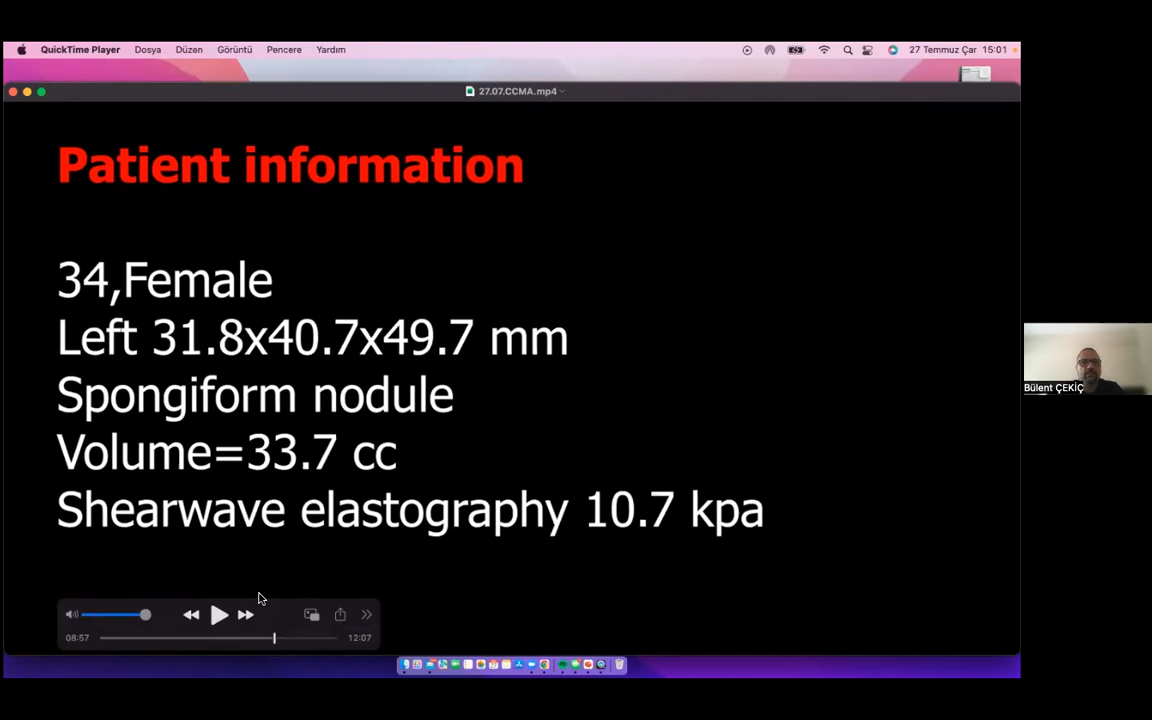 QuickTime Player Dosya Düzen Görüntü Pencere Yardım 27 Temmuz Çar 15:01
27.07.CCMA.mp4
Patient information
34,Female
Left 31.8x40.7x49.7 mm
Spongiform nodule
Volume=33.7 cc
Shearwave elastography 10.7 kpa
Bülent ÇEKİÇ
08:57 12:07